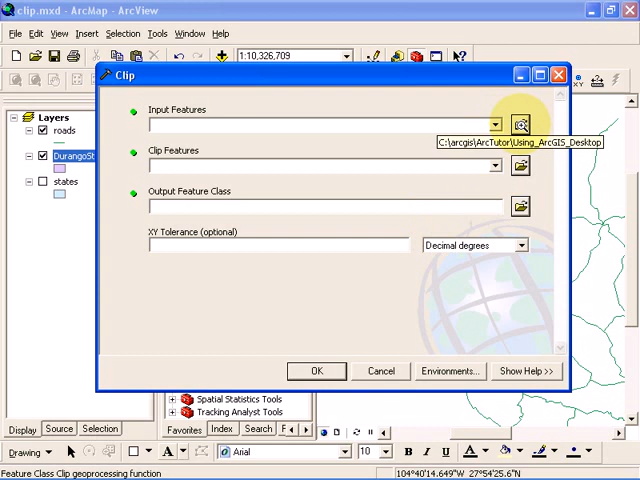 clip.mxd - ArcMap - ArcView
File Edit View Insert Selection Tools Window Help
1:10,326,709
Clip
Input Features
C:\arcgis\ArcTutor\Using_ArcGIS_Desktop
Clip Features
Output Feature Class
XY Tolerance (optional)
Decimal degrees
OK Cancel Environments... Show Help >>
Layers
roads
DurangoSt
states
Spatial Statistics Tools
Tracking Analyst Tools
Display Source Selection
Favorites Index Search F
Drawing
A
Arial
10
B I U A
Feature Class Clip geoprocessing function
104°40'14.649"W 27°54'25.6"N